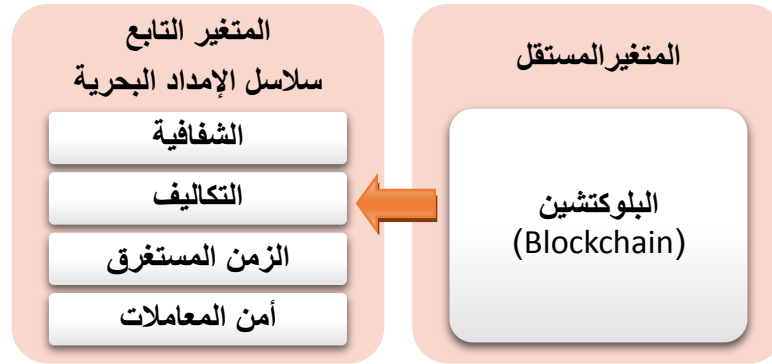 المتغيرالمستقل
البلوكتشين
(Blockchain)
المتغير التابع
سلاسل الإمداد البحرية
الشفافية
التكاليف
الزمن المستغرق
أمن المعاملات